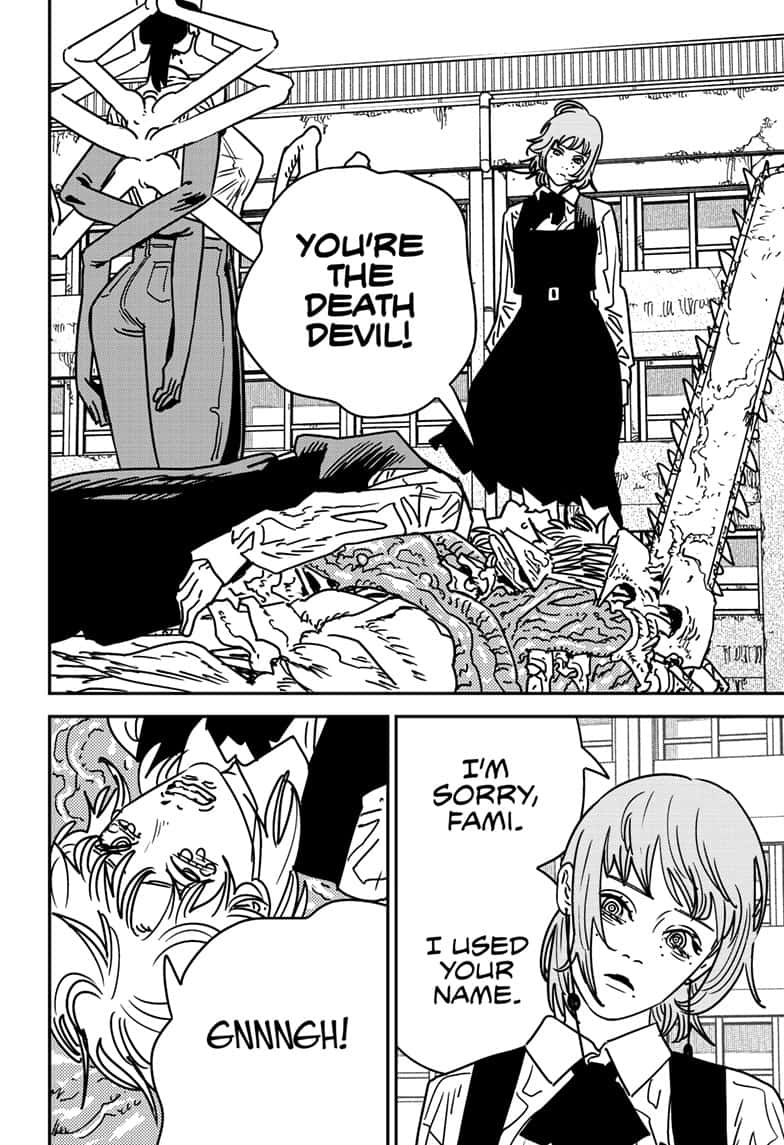 YOU'RE
THE
DEATH
DEVIL!
I'M
SORRY,
FAMI.
I USED
YOUR
NAME.
GNNNGH!